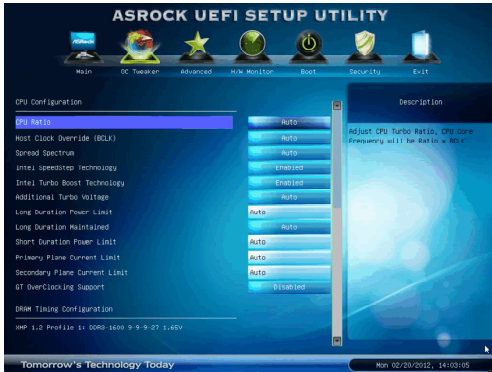 ASROCK UEFI SETUP UTILITY
Main OC Tweaker Advanced H/W Monitor Boot Security Exit
CPU Configuration
Description
CPU Ratio Auto
Adjust CPU Turbo Ratio, CPU Core
Frequency will be Ratio x BCLK
Host Clock Override (BCLK) Auto
Spread Spectrum Auto
Intel SpeedStep Technology Enabled
Intel Turbo Boost Technology Enabled
Additional Turbo Voltage Auto
Long Duration Power Limit Auto
Long Duration Maintained Auto
Short Duration Power Limit Auto
Primary Plane Current Limit Auto
Secondary Plane Current Limit Auto
GT OverClocking Support Disabled
DRAM Timing Configuration
XMP 1.2 Profile 1: DDR3-1600 9-9-9-27 1.65V
Tomorrow's Technology Today
Mon 02/20/2012, 14:03:05